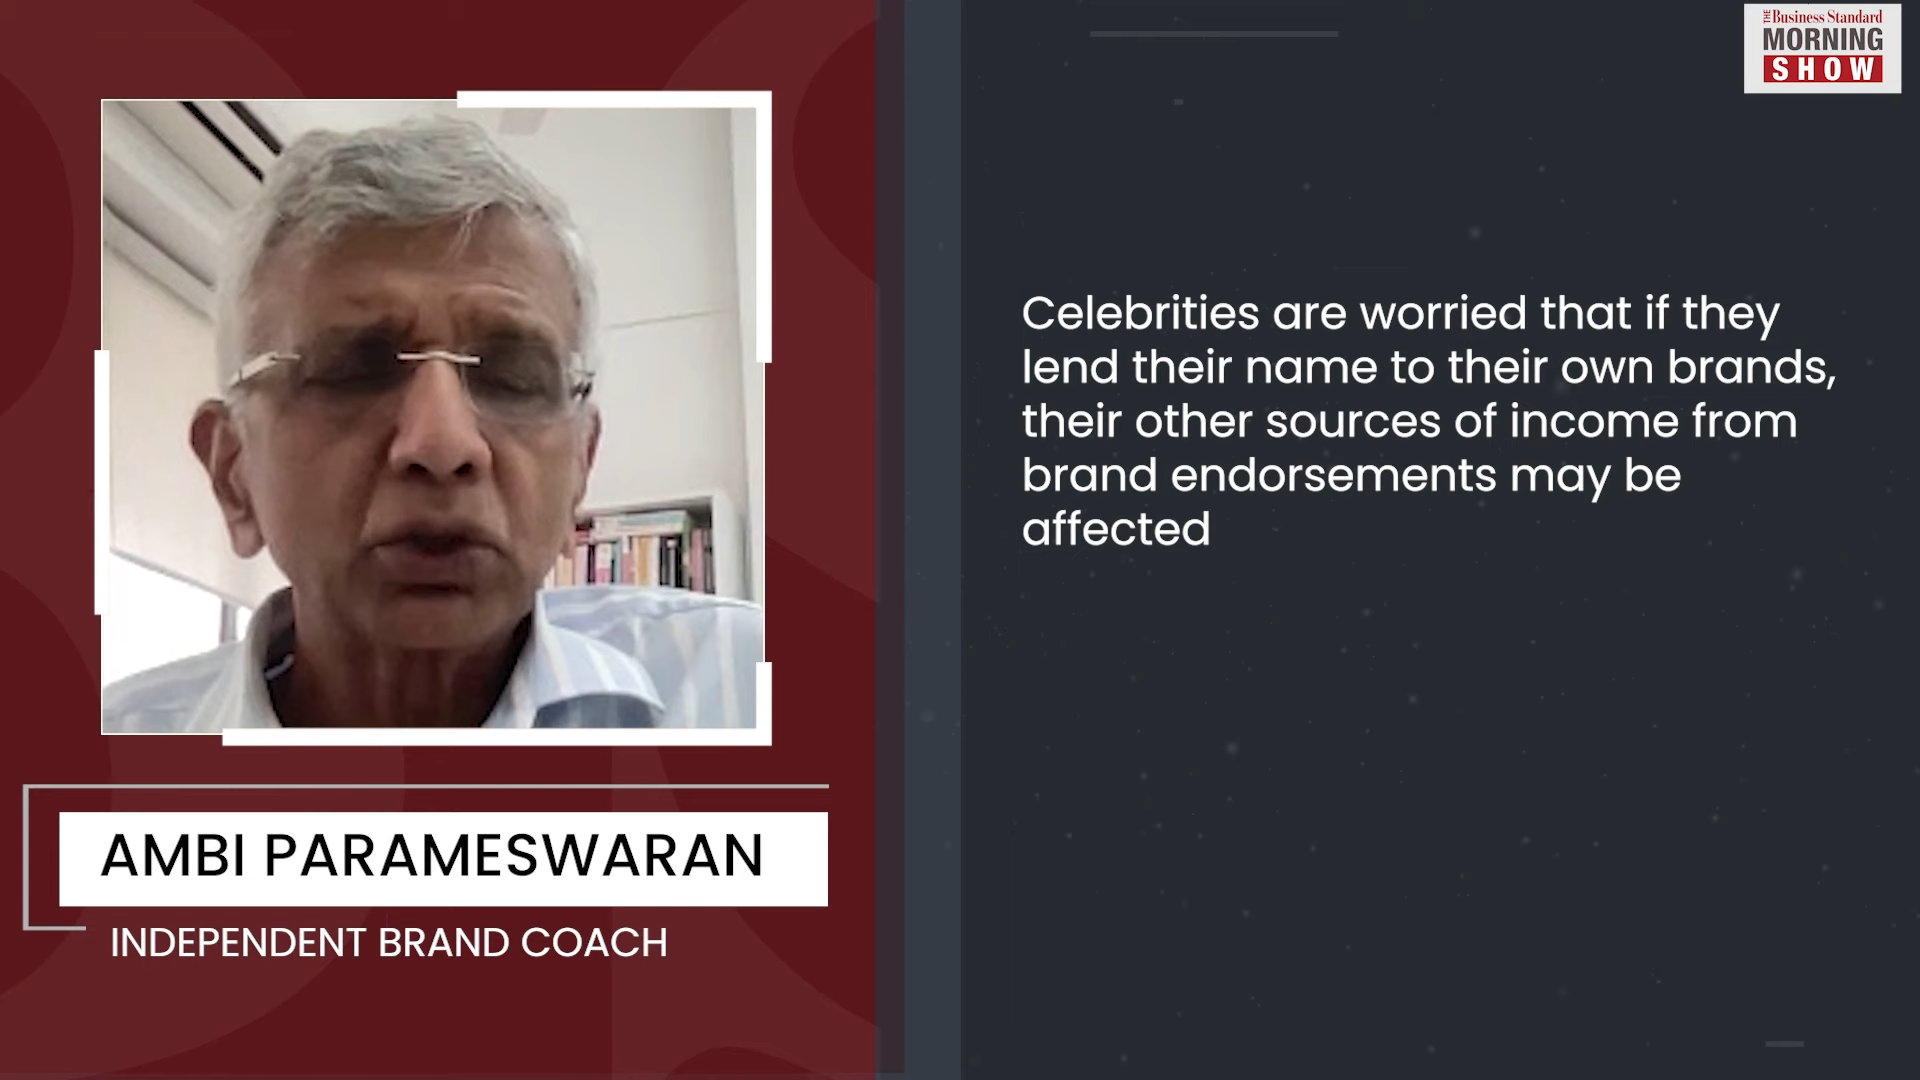 THE Business Standard
MORNING
SHOW
Celebrities are worried that if they
lend their name to their own brands,
their other sources of income from
brand endorsements may be
affected
AMBI PARAMESWARAN
INDEPENDENT BRAND COACH